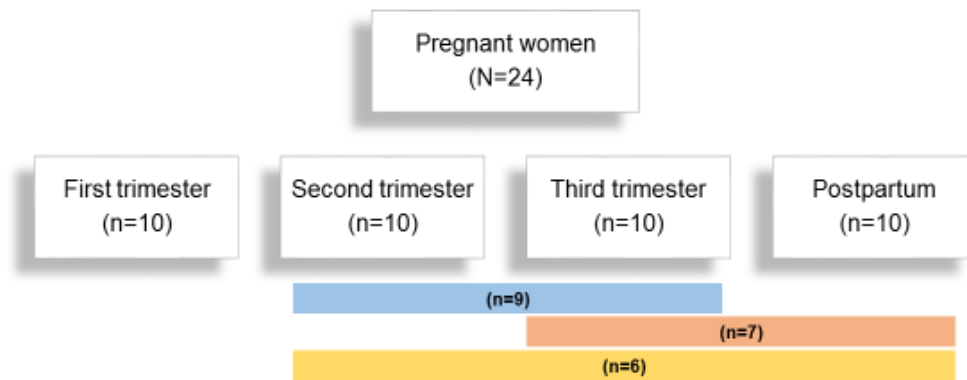 Pregnant women
(N=24)
First trimester
(n=10)
Second trimester
(n=10)
Third trimester
(n=10)
Postpartum
(n=10)
(n=9)
(n=7)
(n=6)